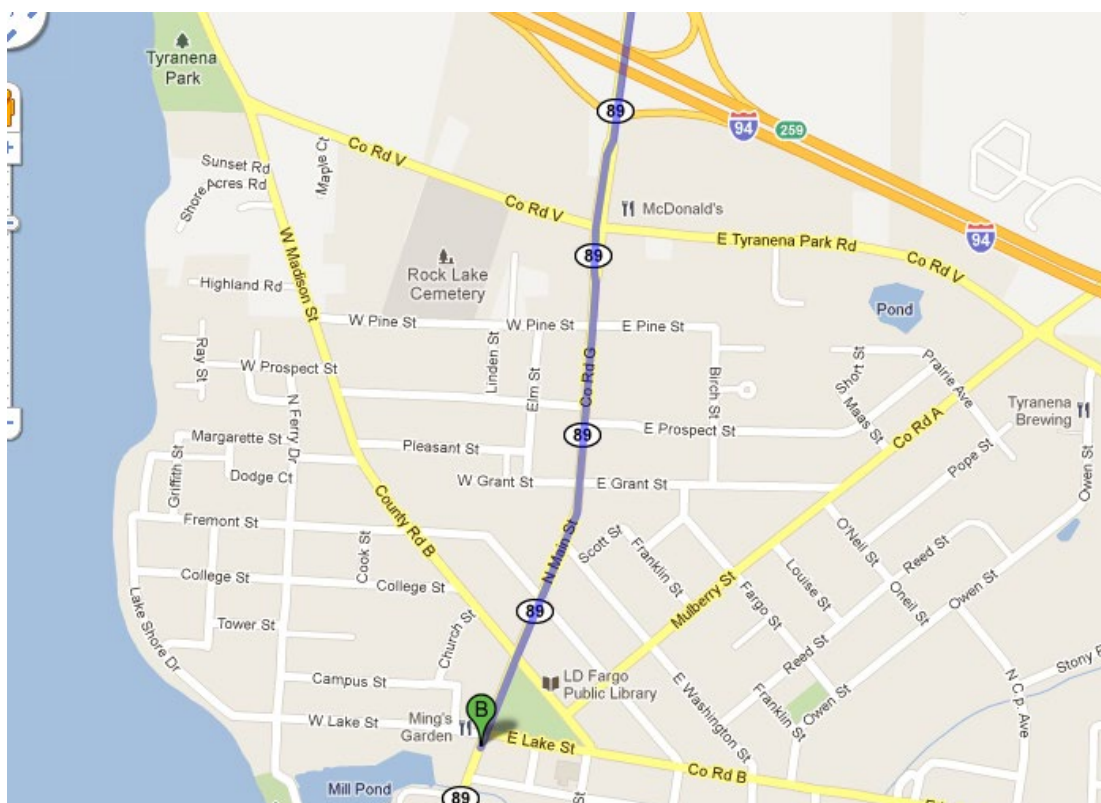 Tyranena
Park
89
94
259
Co Rd V
Sunset Rd
Maple Ct
Acres Rd
Shore
Co Rd V
McDonald's
E Tyranena Park Rd
94
Co Rd V
W Madison St
89
Rock Lake
Cemetery
Highland Rd
Pond
W Pine St
W Pine St
E Pine St
Ray St
W Prospect St
Linden St
Elm St
Co Rd G
Birch St
Short St
Prairie Ave
N Ferry Dr
Maas St
Co Rd A
Tyranena
Brewing
Margarette St
Pleasant St
89
E Prospect St
Griffith St
Dodge Ct
W Grant St
E Grant St
Pope St
Owen St
County Rd B
Fremont St
N Main St
Scott St
O'Neil St
Reed St
Cook St
College St
College St
Franklin St
Louise St
Oneil St
Owen St
Lake Shore Dr
Tower St
Church St
89
Mulberry St
Fargo St
Reed St
Stony
Campus St
LD Fargo
Public Library
E Washington St
Franklin St
N C.p. Ave
B
W Lake St
Ming's
Garden
Owen St
E Lake St
Co Rd B
Mill Pond
89
St